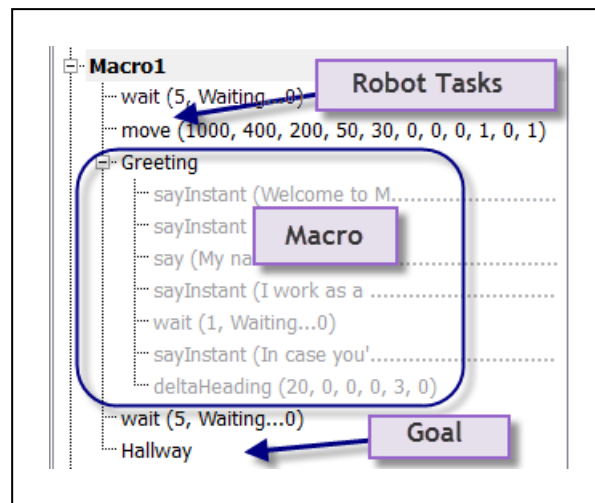 Macro1
wait (5, Waiting...0)
Robot Tasks
move (1000, 400, 200, 50, 30, 0, 0, 0, 1, 0, 1)
Greeting
sayInstant (Welcome to M...................
sayInstant
Macro
say (My na
sayInstant (I work as a ......................
wait (1, Waiting...0)
sayInstant (In case you'.....................
deltaHeading (20, 0, 0, 0, 3, 0)
wait (5, Waiting...0)
Goal
Hallway